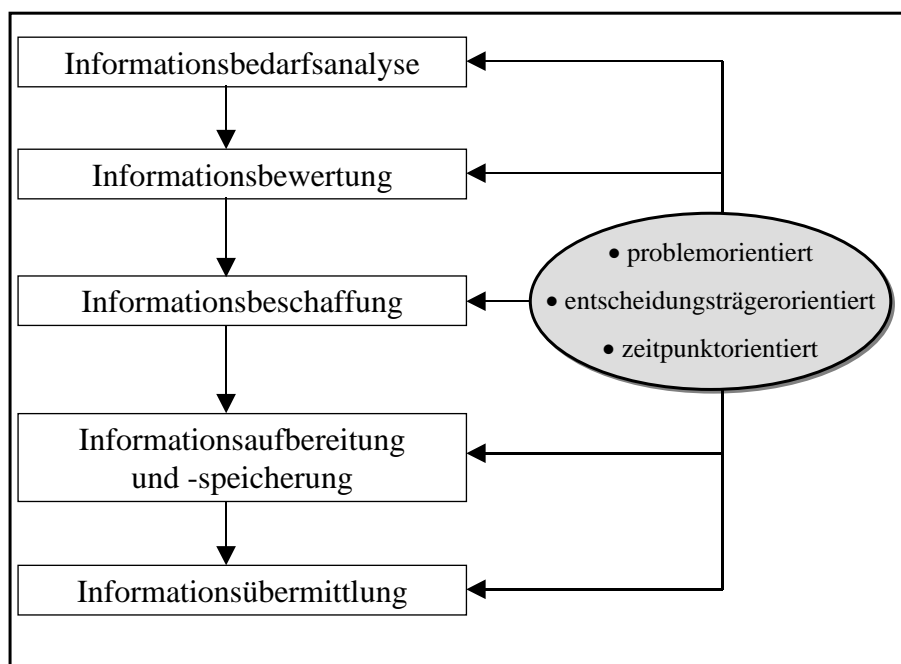 Informationsbedarfsanalyse
Informationsbewertung
Informationsbeschaffung
Informationsaufbereitung
und -speicherung
Informationsübermittlung
• problemorientiert
• entscheidungsträgerorientiert
• zeitpunktorientiert